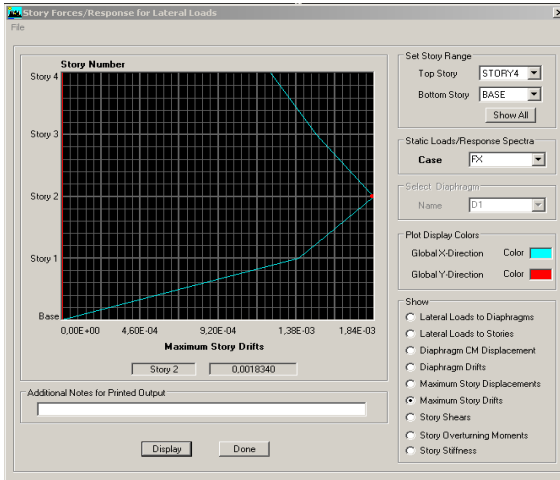 Story Forces/Response for Lateral Loads
File
Story Number
Story 4
Story 3
Story 2
Story 1
Base
0,00E+00 4,60E-04 9,20E-04 1,38E-03 1,84E-03
Maximum Story Drifts
Story 2 0,0018340
Additional Notes for Printed Output
Display Done
Set Story Range
Top Story STORY4
Bottom Story BASE
Show All
Static Loads/Response Spectra
Case FX
Select Diaphragm
Name D1
Plot Display Colors
Global X-Direction Color
Global Y-Direction Color
Show
Lateral Loads to Diaphragms
Lateral Loads to Stories
Diaphragm CM Displacement
Diaphragm Drifts
Maximum Story Displacements
Maximum Story Drifts
Story Shears
Story Overturning Moments
Story Stiffness